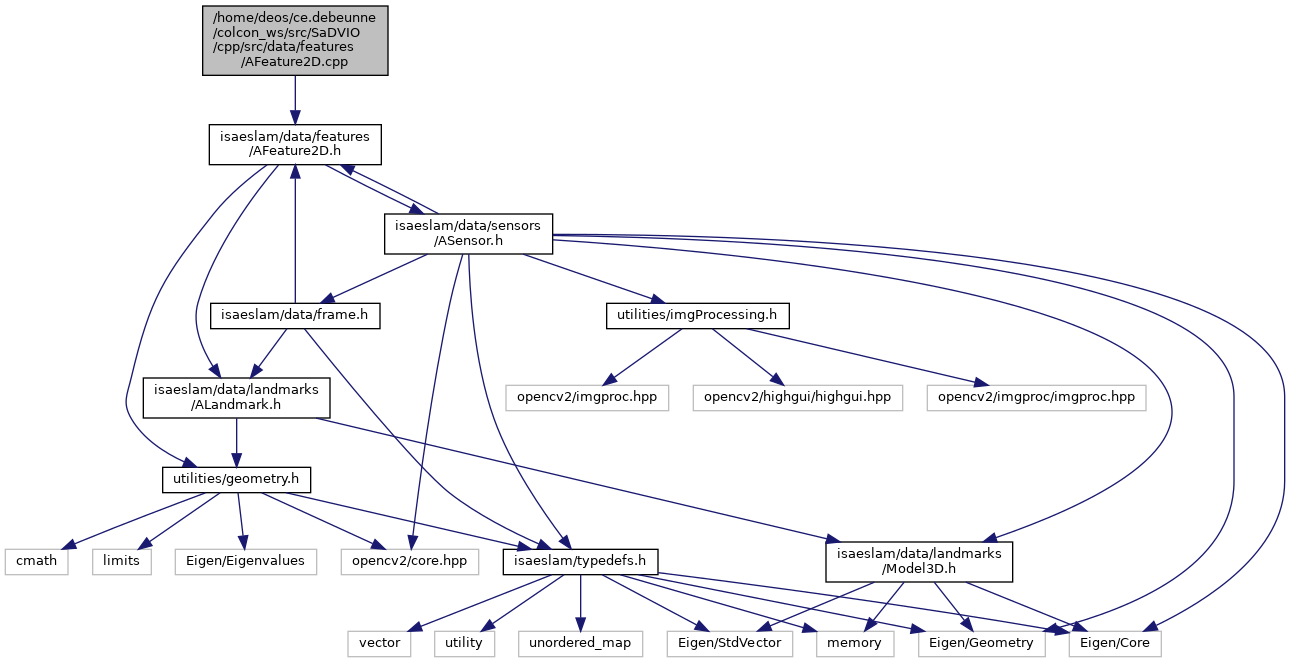 /home/deos/ce.debeunne
/colcon_ws/src/SaDVIO
/cpp/src/data/features
/AFeature2D.cpp
isaeslam/data/features
/AFeature2D.h
isaeslam/data/sensors
/ASensor.h
isaeslam/data/frame.h
utilities/imgProcessing.h
isaeslam/data/landmarks
/ALandmark.h
opencv2/imgproc.hpp
opencv2/highgui/highgui.hpp
opencv2/imgproc/imgproc.hpp
utilities/geometry.h
cmath
limits
Eigen/Eigenvalues
opencv2/core.hpp
isaeslam/typedefs.h
isaeslam/data/landmarks
/Model3D.h
vector
utility
unordered_map
Eigen/StdVector
memory
Eigen/Geometry
Eigen/Core